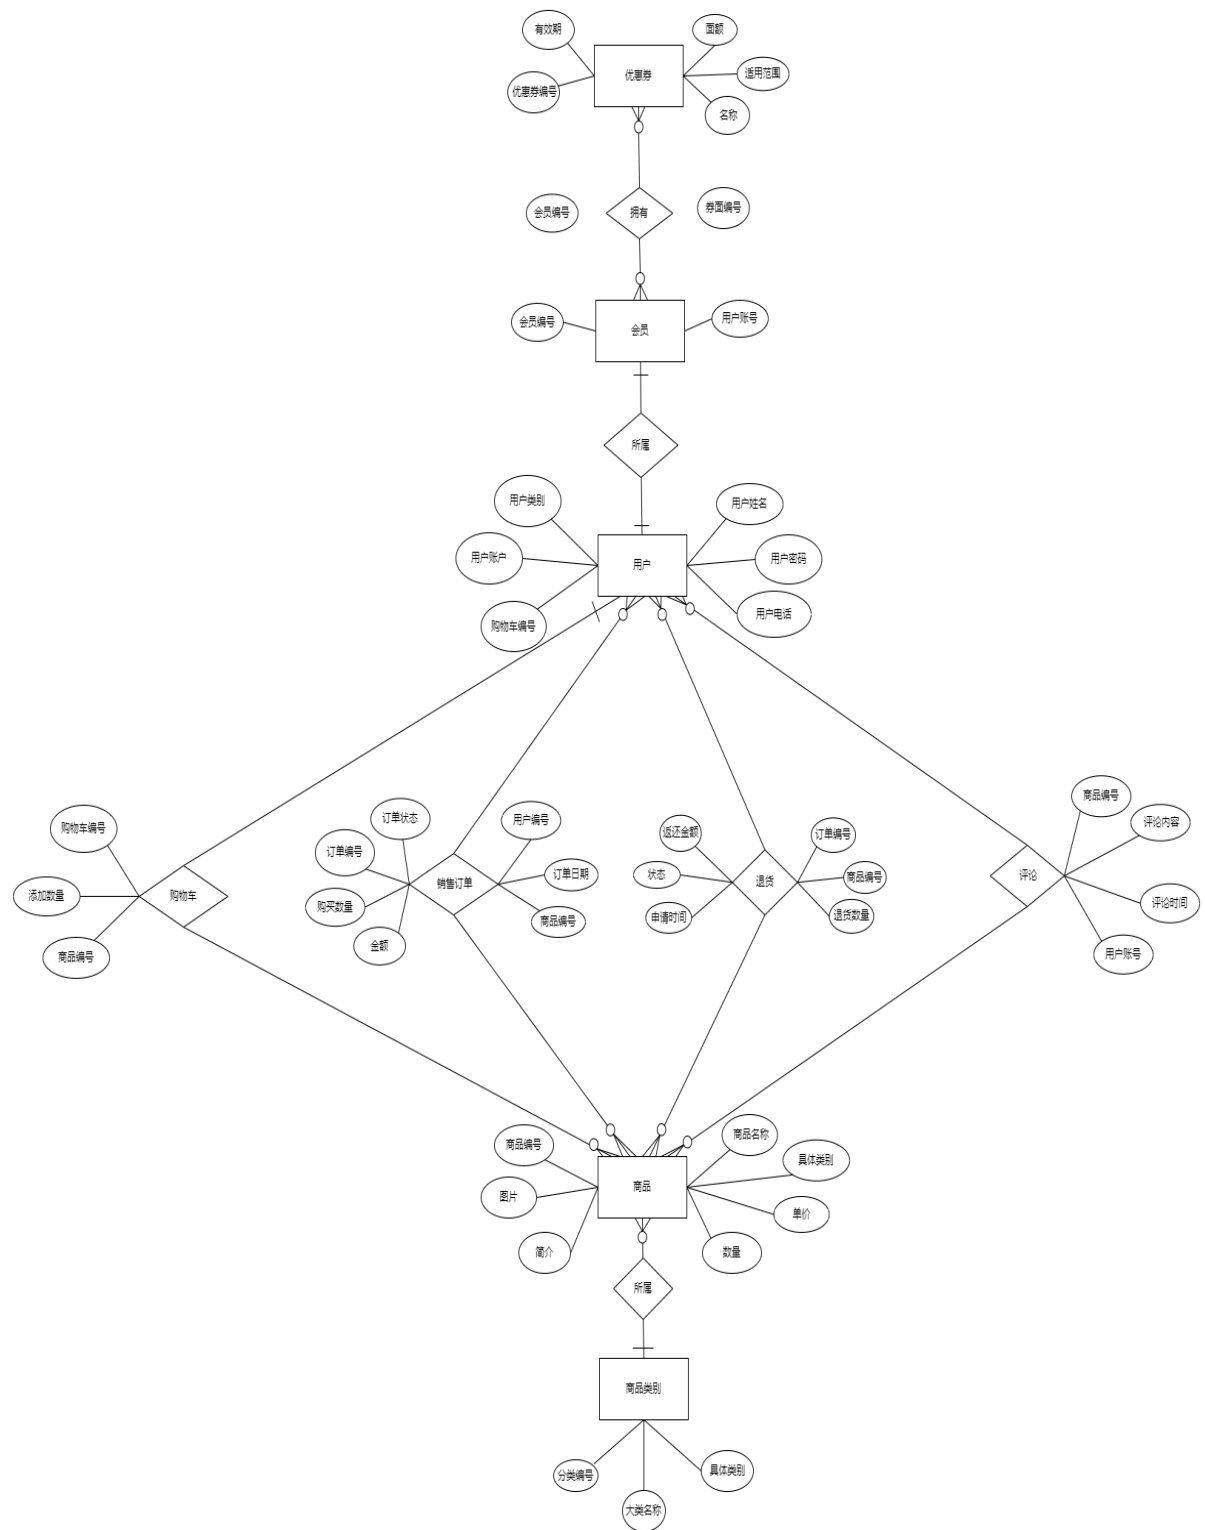 有效期
面额
优惠券
适用范围
优惠券编号
名称
会员编号
拥有
券面编号
会员编号
会员
用户账号
所属
用户类别
用户姓名
用户账户
用户
用户密码
购物车编号
用户电话
购物车编号
添加数量
购物车
商品编号
订单状态
用户编号
订单编号
销售订单
订单日期
购买数量
商品编号
金额
返还金额
订单编号
状态
退货
商品编号
申请时间
退货数量
商品编号
评论内容
评论
评论时间
用户账号
商品编号
商品名称
具体类别
图片
商品
单价
简介
数量
所属
商品类别
分类编号
具体类别
大类名称